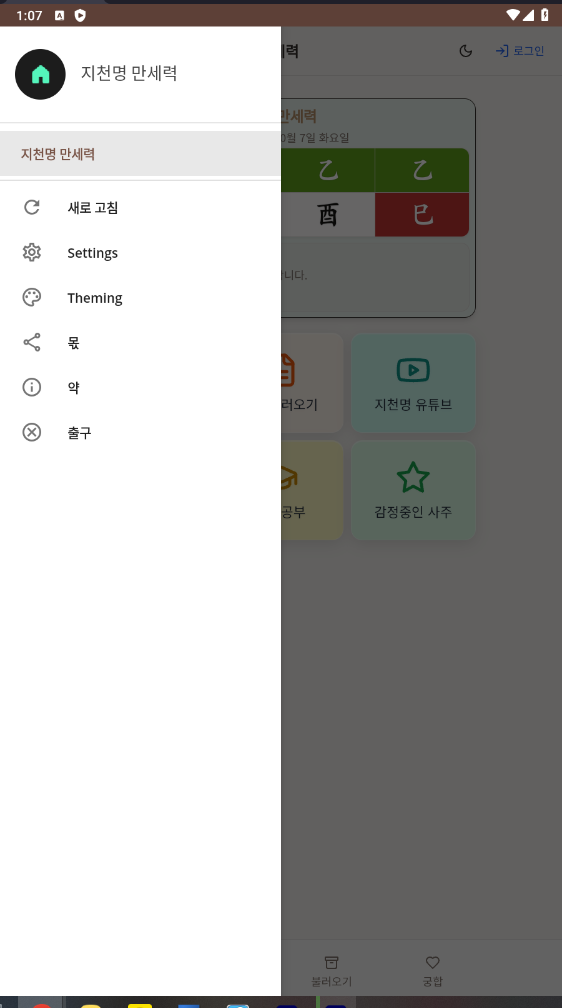 1:07
지천명 만세력
력
로그인
지천명 만세력
만세력
0월 7일 화요일
乙 乙
酉 巳
새로 고침
니다.
Settings
Theming
몫
약
출구
러오기
지천명 유튜브
공부
감정중인 사주
불러오기
궁합